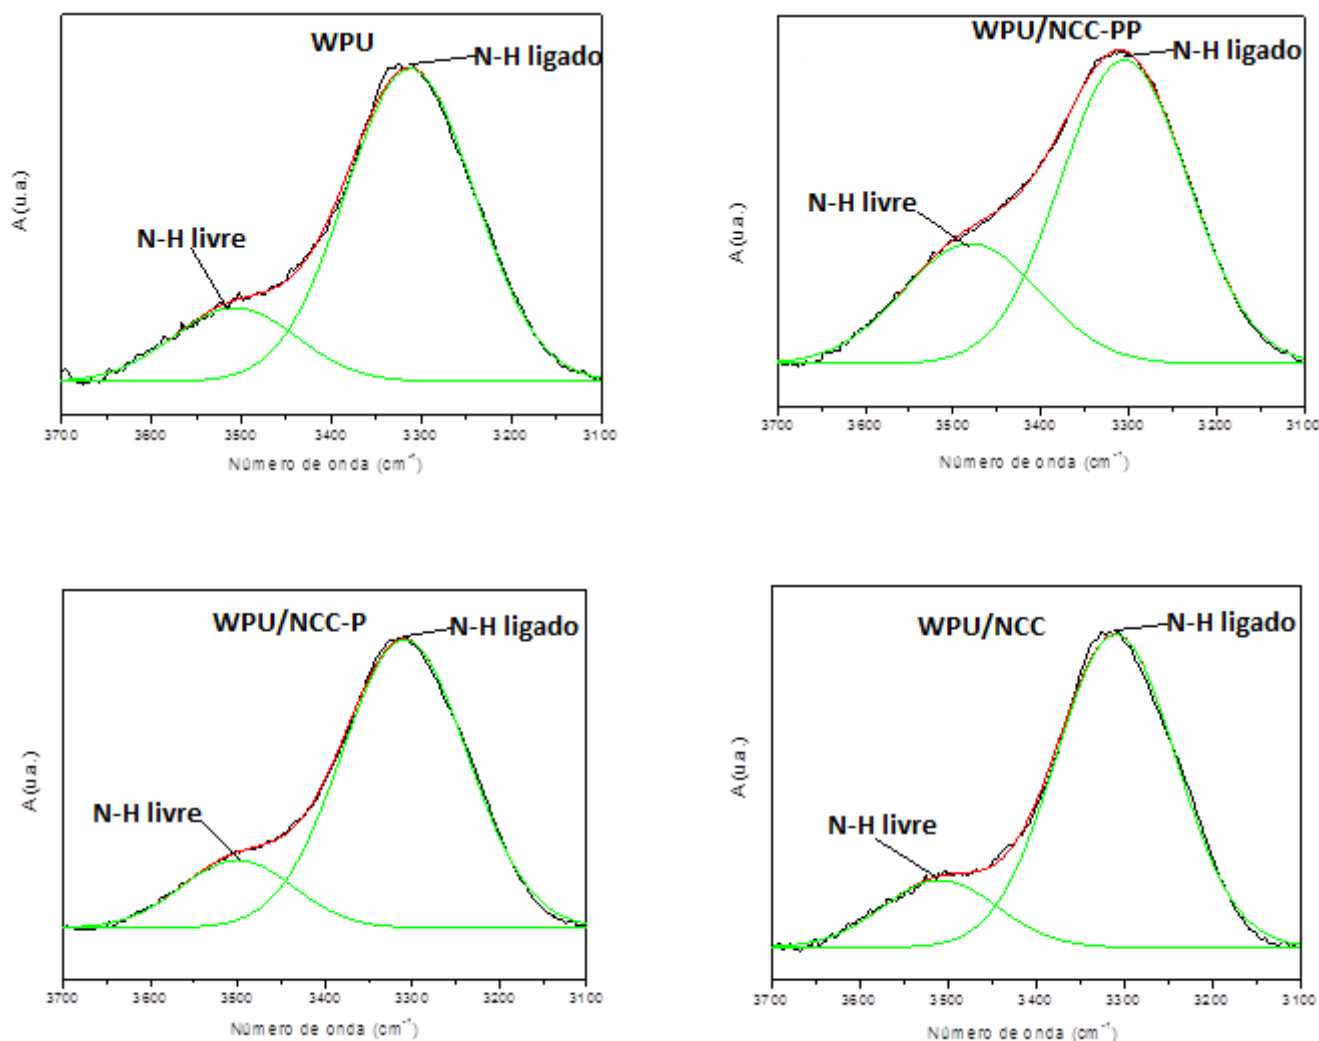 WPU
N-H ligado
N-H livre
A (u.a.)
3700 3600 3500 3400 3300 3200 3100
Número de onda (cm⁻¹)
WPU/NCC-PP
N-H ligado
N-H livre
A (u.a.)
3700 3600 3500 3400 3300 3200 3100
Número de onda (cm⁻¹)
WPU/NCC-P
N-H ligado
N-H livre
A (u.a.)
3700 3600 3500 3400 3300 3200 3100
Número de onda (cm⁻¹)
WPU/NCC
N-H ligado
N-H livre
A (u.a.)
3700 3600 3500 3400 3300 3200 3100
Número de onda (cm⁻¹)